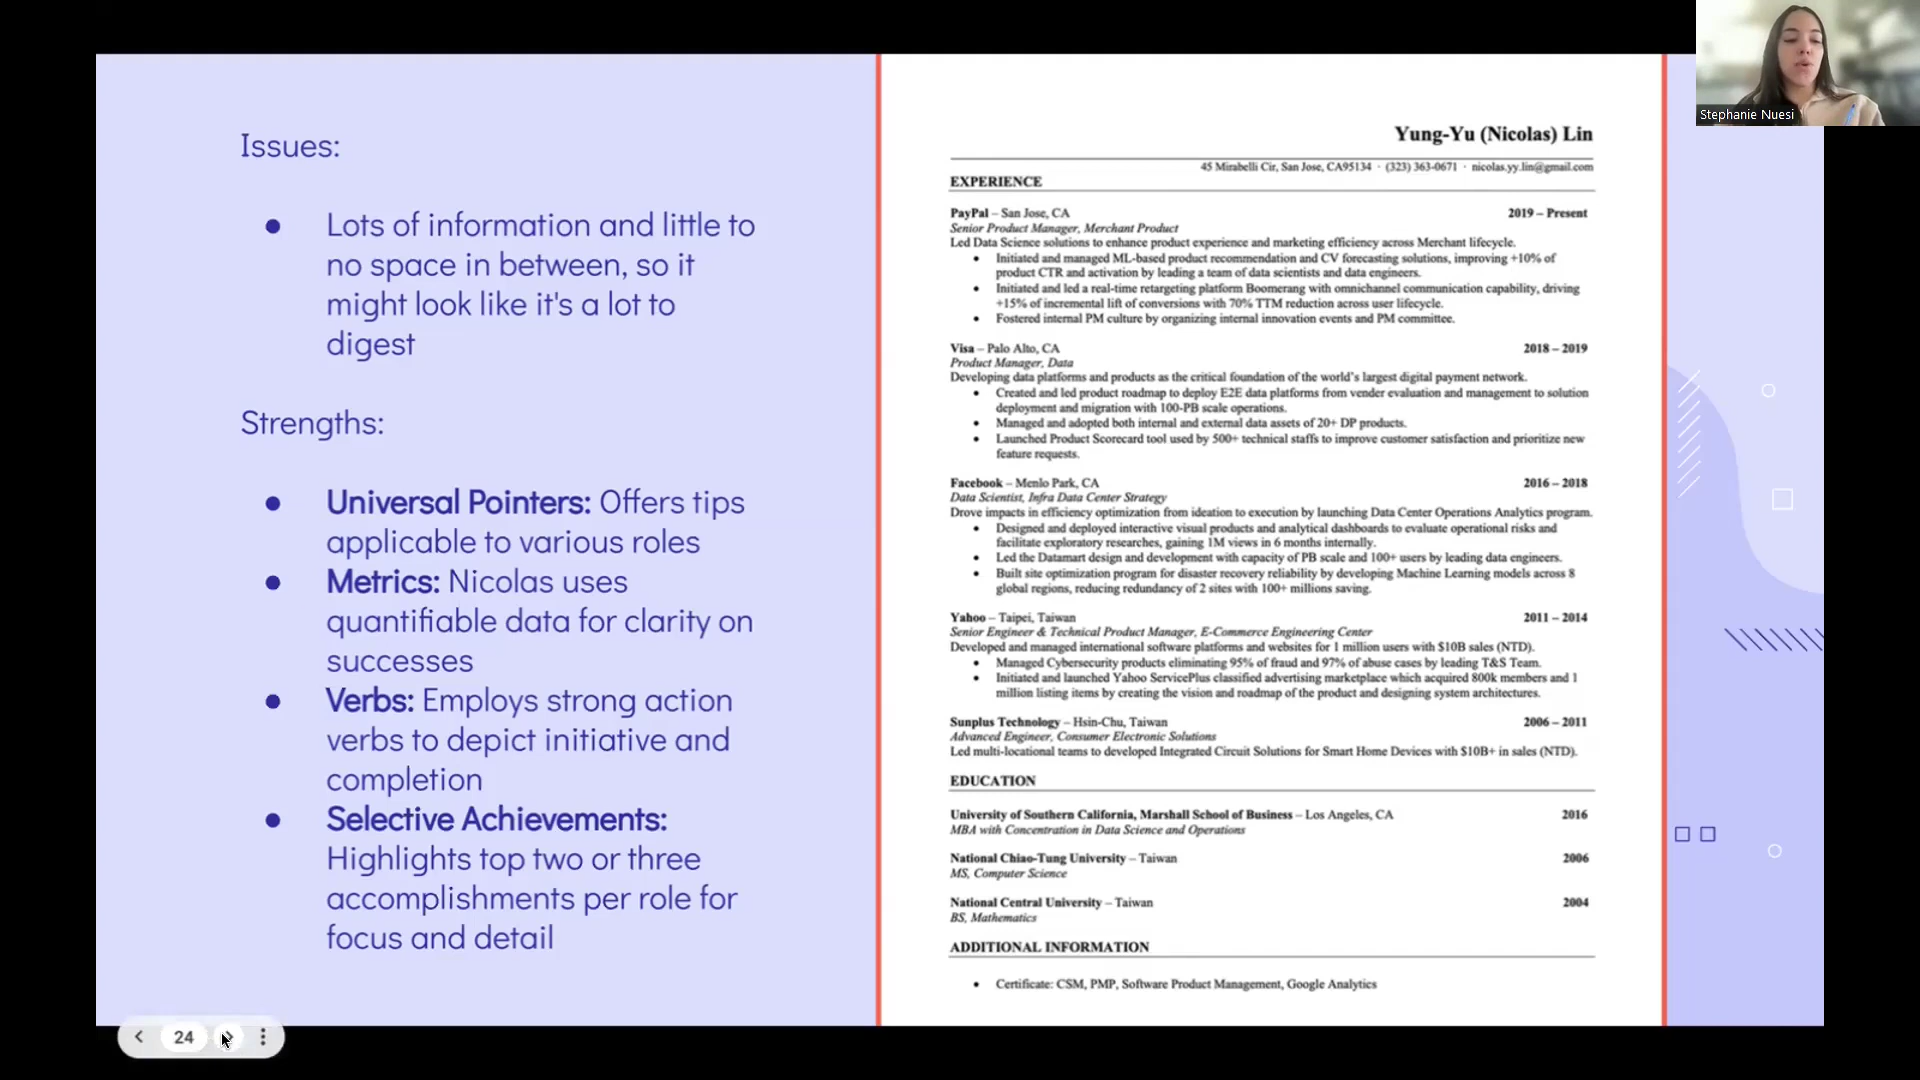 Stephanie Nuesi
Issues:
● Lots of information and little to
no space in between, so it
might look like it's a lot to
digest
Strengths:
● Universal Pointers: Offers tips
applicable to various roles
● Metrics: Nicolas uses
quantifiable data for clarity on
successes
● Verbs: Employs strong action
verbs to depict initiative and
completion
● Selective Achievements:
Highlights top two or three
accomplishments per role for
focus and detail
Yung-Yu (Nicolas) Lin
45 Mirabelli Cir, San Jose, CA95134 · (323) 363-0671 · nicolas.yy.lin@gmail.com
EXPERIENCE
PayPal – San Jose, CA 2019 – Present
Senior Product Manager, Merchant Product
Led Data Science solutions to enhance product experience and marketing efficiency across Merchant lifecycle.
• Initiated and managed ML-based product recommendation and CV forecasting solutions, improving +10% of
product CTR and activation by leading a team of data scientists and data engineers.
• Initiated and led a real-time retargeting platform Boomerang with omnichannel communication capability, driving
+15% of incremental lift of conversions with 70% TTM reduction across user lifecycle.
• Fostered internal PM culture by organizing internal innovation events and PM committee.
Visa – Palo Alto, CA 2018 – 2019
Product Manager, Data
Developing data platforms and products as the critical foundation of the world's largest digital payment network.
• Created and led product roadmap to deploy E2E data platforms from vender evaluation and management to solution
deployment and migration with 100-PB scale operations.
• Managed and adopted both internal and external data assets of 20+ DP products.
• Launched Product Scorecard tool used by 500+ technical staffs to improve customer satisfaction and prioritize new
feature requests.
Facebook – Menlo Park, CA 2016 – 2018
Data Scientist, Infra Data Center Strategy
Drove impacts in efficiency optimization from ideation to execution by launching Data Center Operations Analytics program.
• Designed and deployed interactive visual products and analytical dashboards to evaluate operational risks and
facilitate exploratory researches, gaining 1M views in 6 months internally.
• Led the Datamart design and development with capacity of PB scale and 100+ users by leading data engineers.
• Built site optimization program for disaster recovery reliability by developing Machine Learning models across 8
global regions, reducing redundancy of 2 sites with 100+ millions saving.
Yahoo – Taipei, Taiwan 2011 – 2014
Senior Engineer & Technical Product Manager, E-Commerce Engineering Center
Developed and managed international software platforms and websites for 1 million users with $10B sales (NTD).
• Managed Cybersecurity products eliminating 95% of fraud and 97% of abuse cases by leading T&S Team.
• Initiated and launched Yahoo ServicePlus classified advertising marketplace which acquired 800k members and 1
million listing items by creating the vision and roadmap of the product and designing system architectures.
Sunplus Technology – Hsin-Chu, Taiwan 2006 – 2011
Advanced Engineer, Consumer Electronic Solutions
Led multi-locational teams to developed Integrated Circuit Solutions for Smart Home Devices with $10B+ in sales (NTD).
EDUCATION
University of Southern California, Marshall School of Business – Los Angeles, CA 2016
MBA with Concentration in Data Science and Operations
National Chiao-Tung University – Taiwan 2006
MS, Computer Science
National Central University – Taiwan 2004
BS, Mathematics
ADDITIONAL INFORMATION
• Certificate: CSM, PMP, Software Product Management, Google Analytics
24